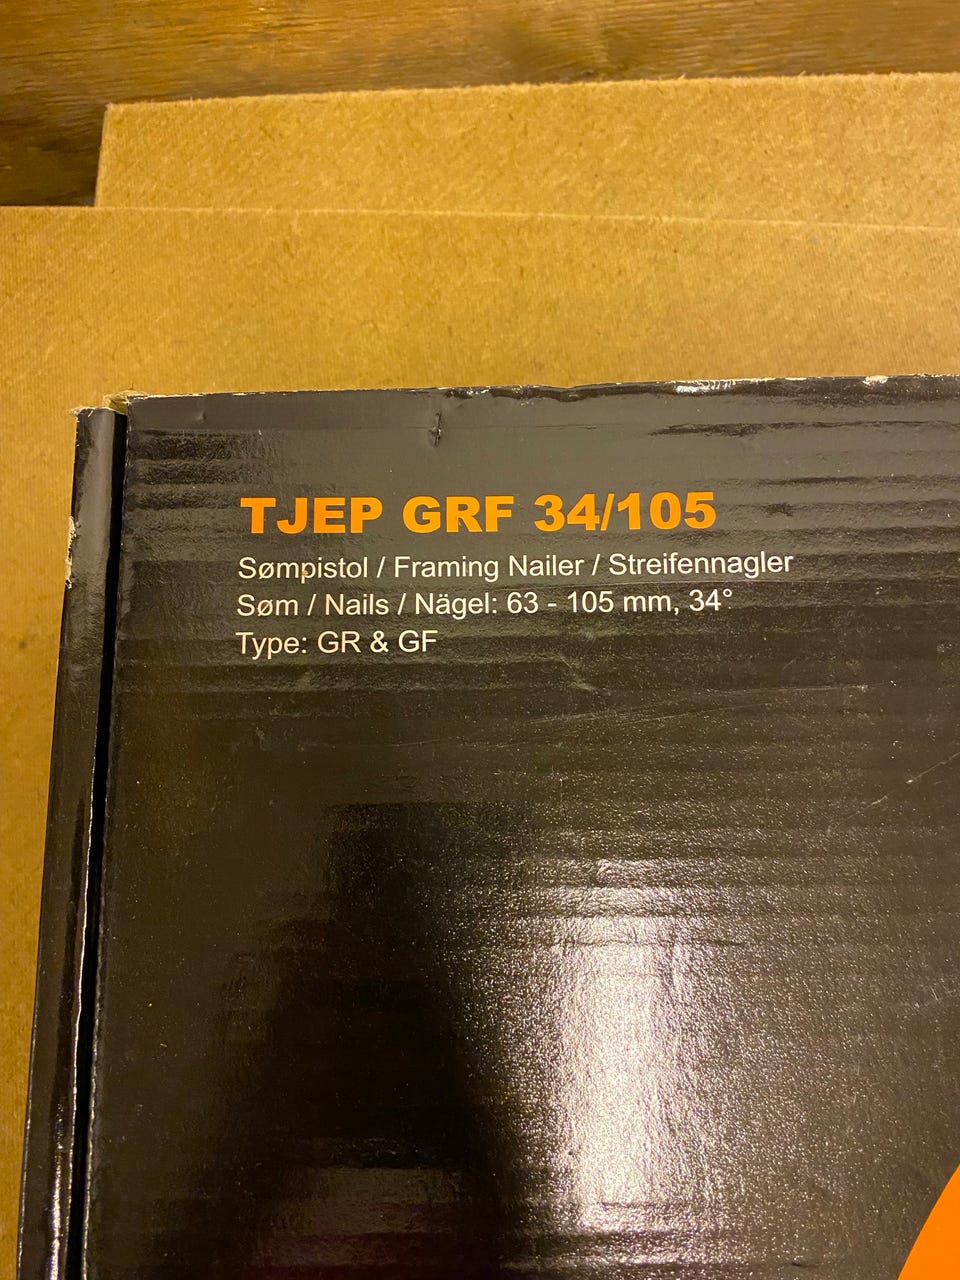 TJEP GRF 34/105
Sømpistol / Framing Nailer / Streifennagler
Søm / Nails / Nägel: 63 - 105 mm, 34°
Type: GR & GF